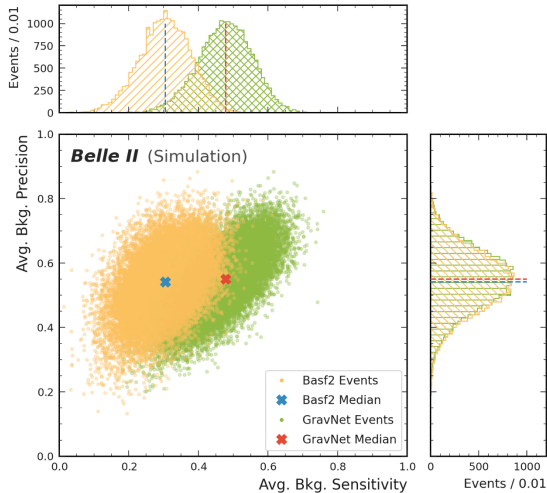 Events / 0.01
1000
750
500
250
0
Avg. Bkg. Precision
1.0
0.8
0.6
0.4
0.2
0.0
Belle II (Simulation)
Basf2 Events
Basf2 Median
GravNet Events
GravNet Median
0.0 0.2 0.4 0.6 0.8 1.0
Avg. Bkg. Sensitivity
0 500 1000
Events / 0.01